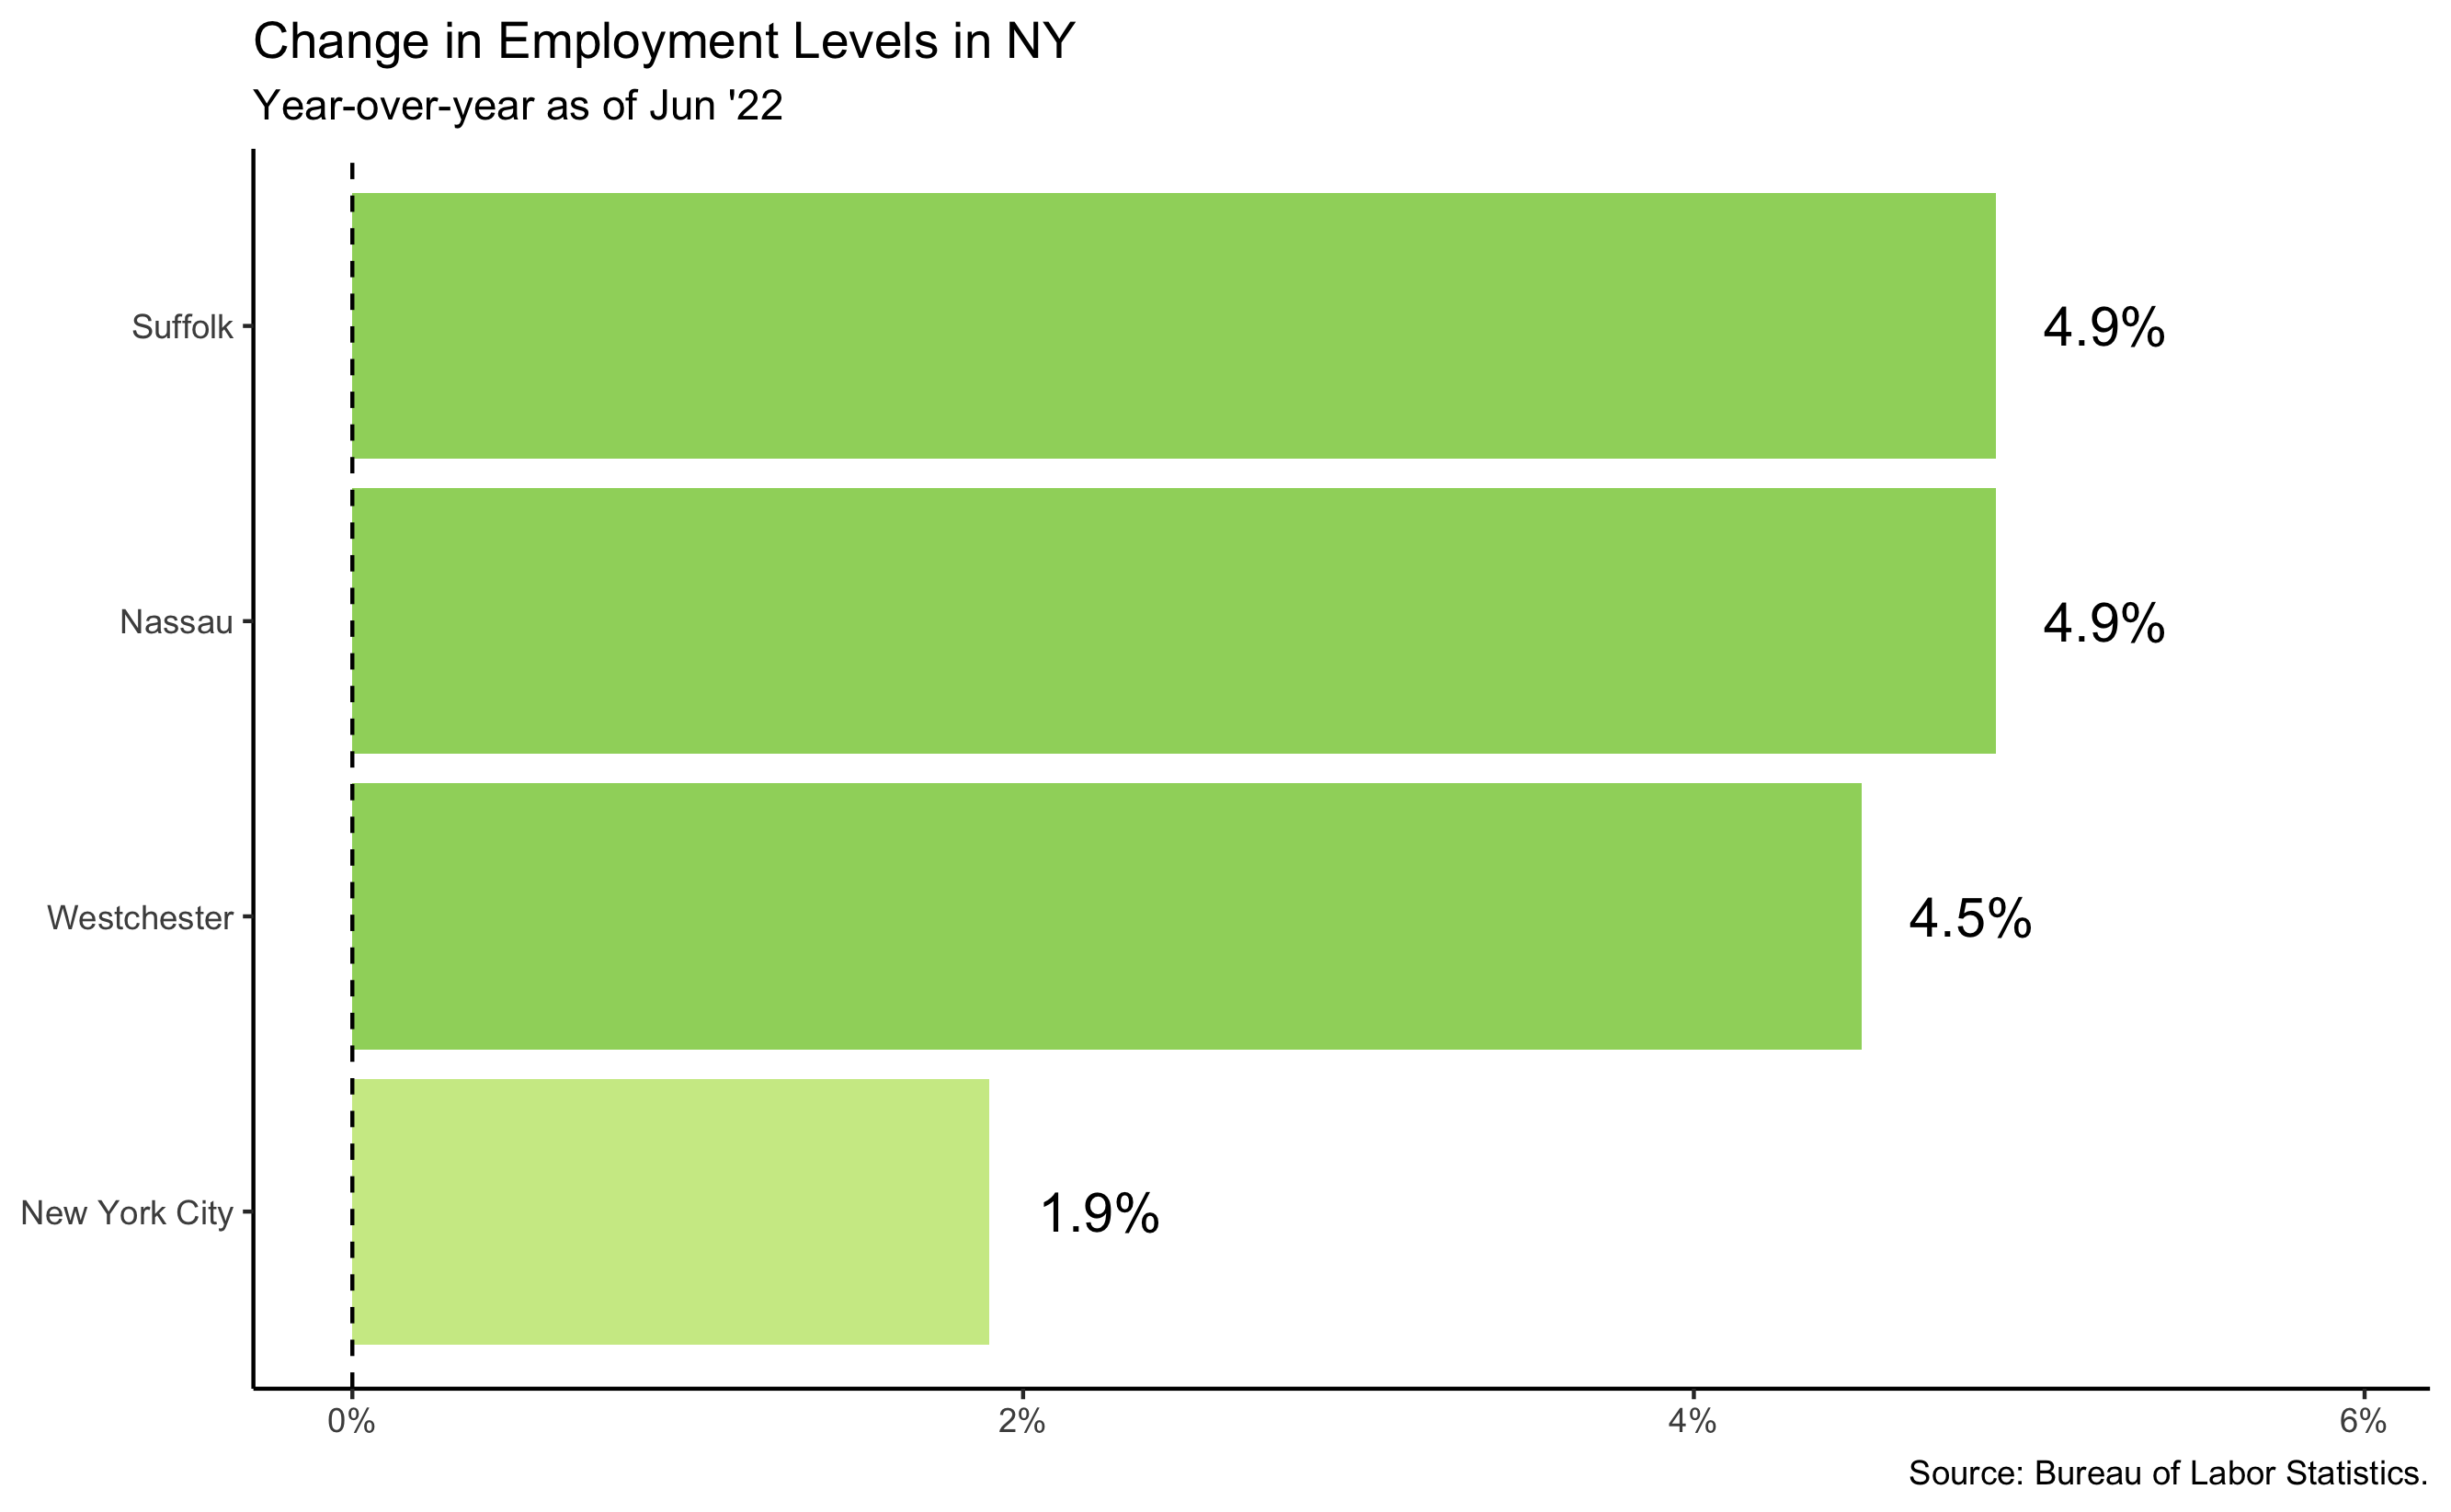 Change in Employment Levels in NY
Year-over-year as of Jun '22
Suffolk
4.9%
Nassau
4.9%
Westchester
4.5%
New York City
1.9%
0%
2%
4%
6%
Source: Bureau of Labor Statistics.